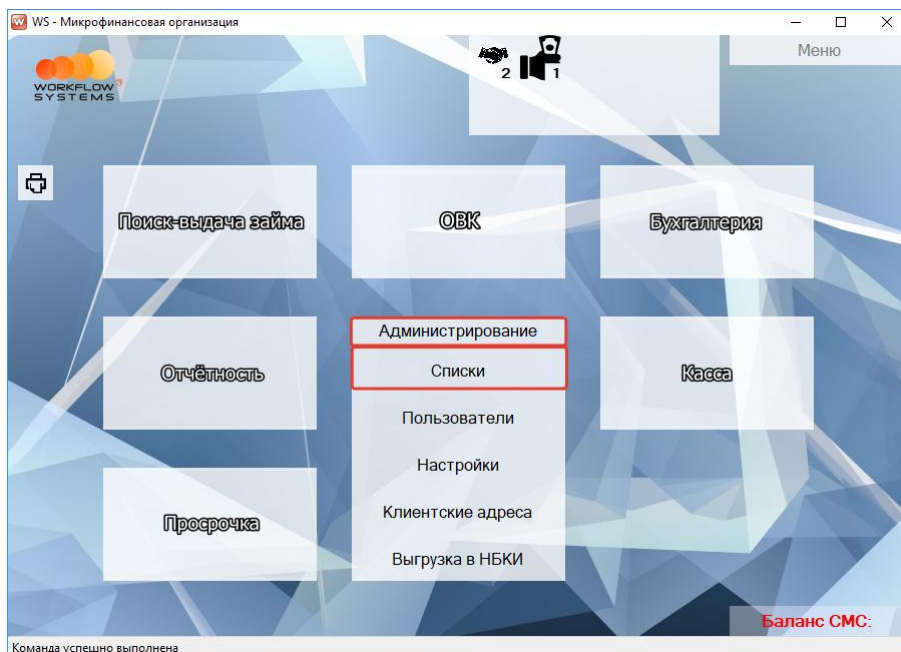 WS - Микрофинансовая организация
Меню
WORKFLOW
SYSTEMS
2 1
Поиск-выдача займа
ОВК
Бухгалтерия
Отчётность
Администрирование
Списки
Касса
Пользователи
Настройки
Просрочка
Клиентские адреса
Выгрузка в НБКИ
Баланс СМС:
Команда успешно выполнена